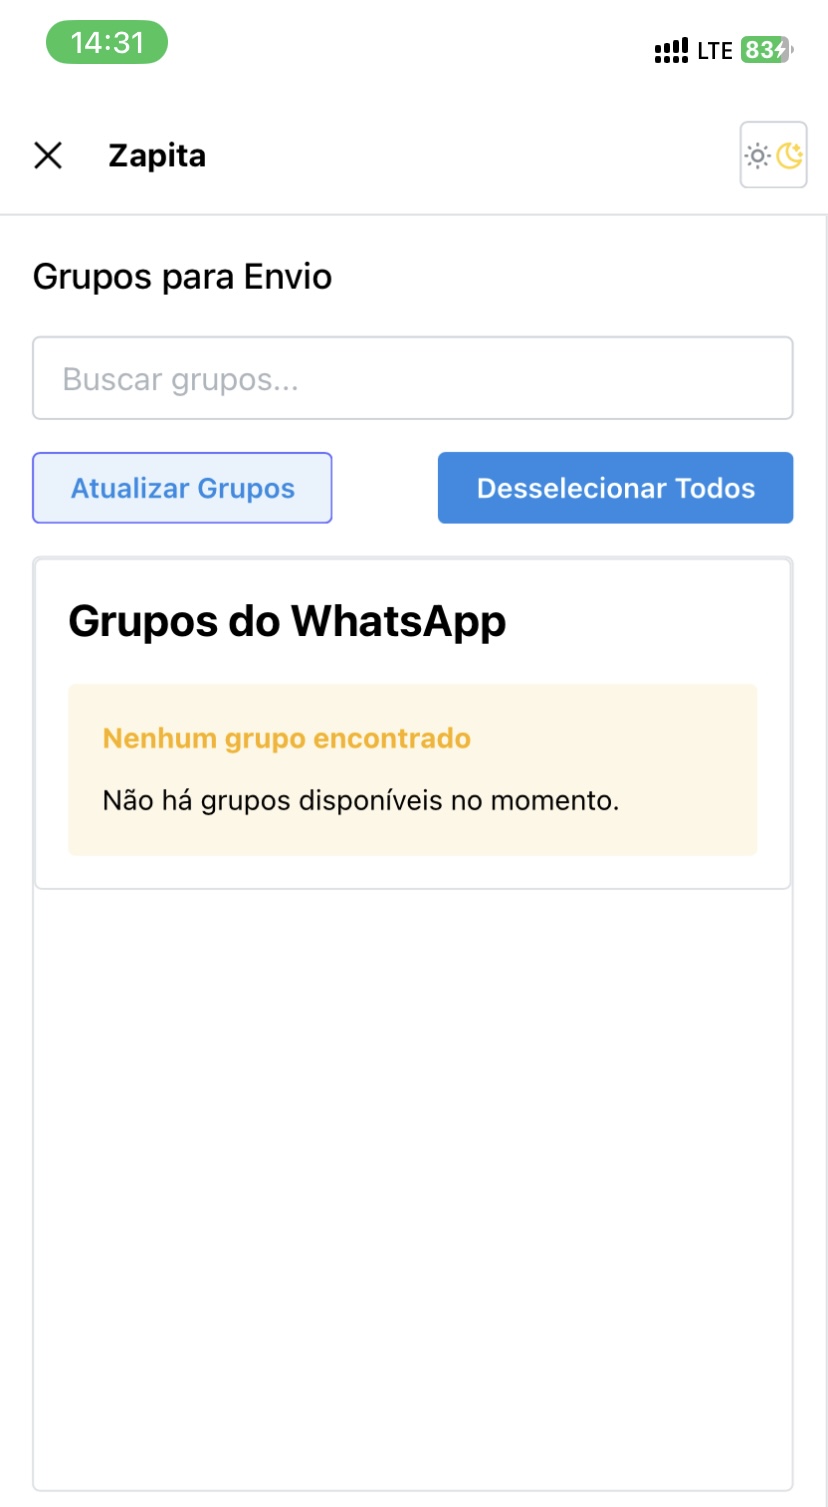 14:31
LTE 83
Zapita
Grupos para Envio
Buscar grupos...
Atualizar Grupos
Desselecionar Todos
Grupos do WhatsApp
Nenhum grupo encontrado
Não há grupos disponíveis no momento.